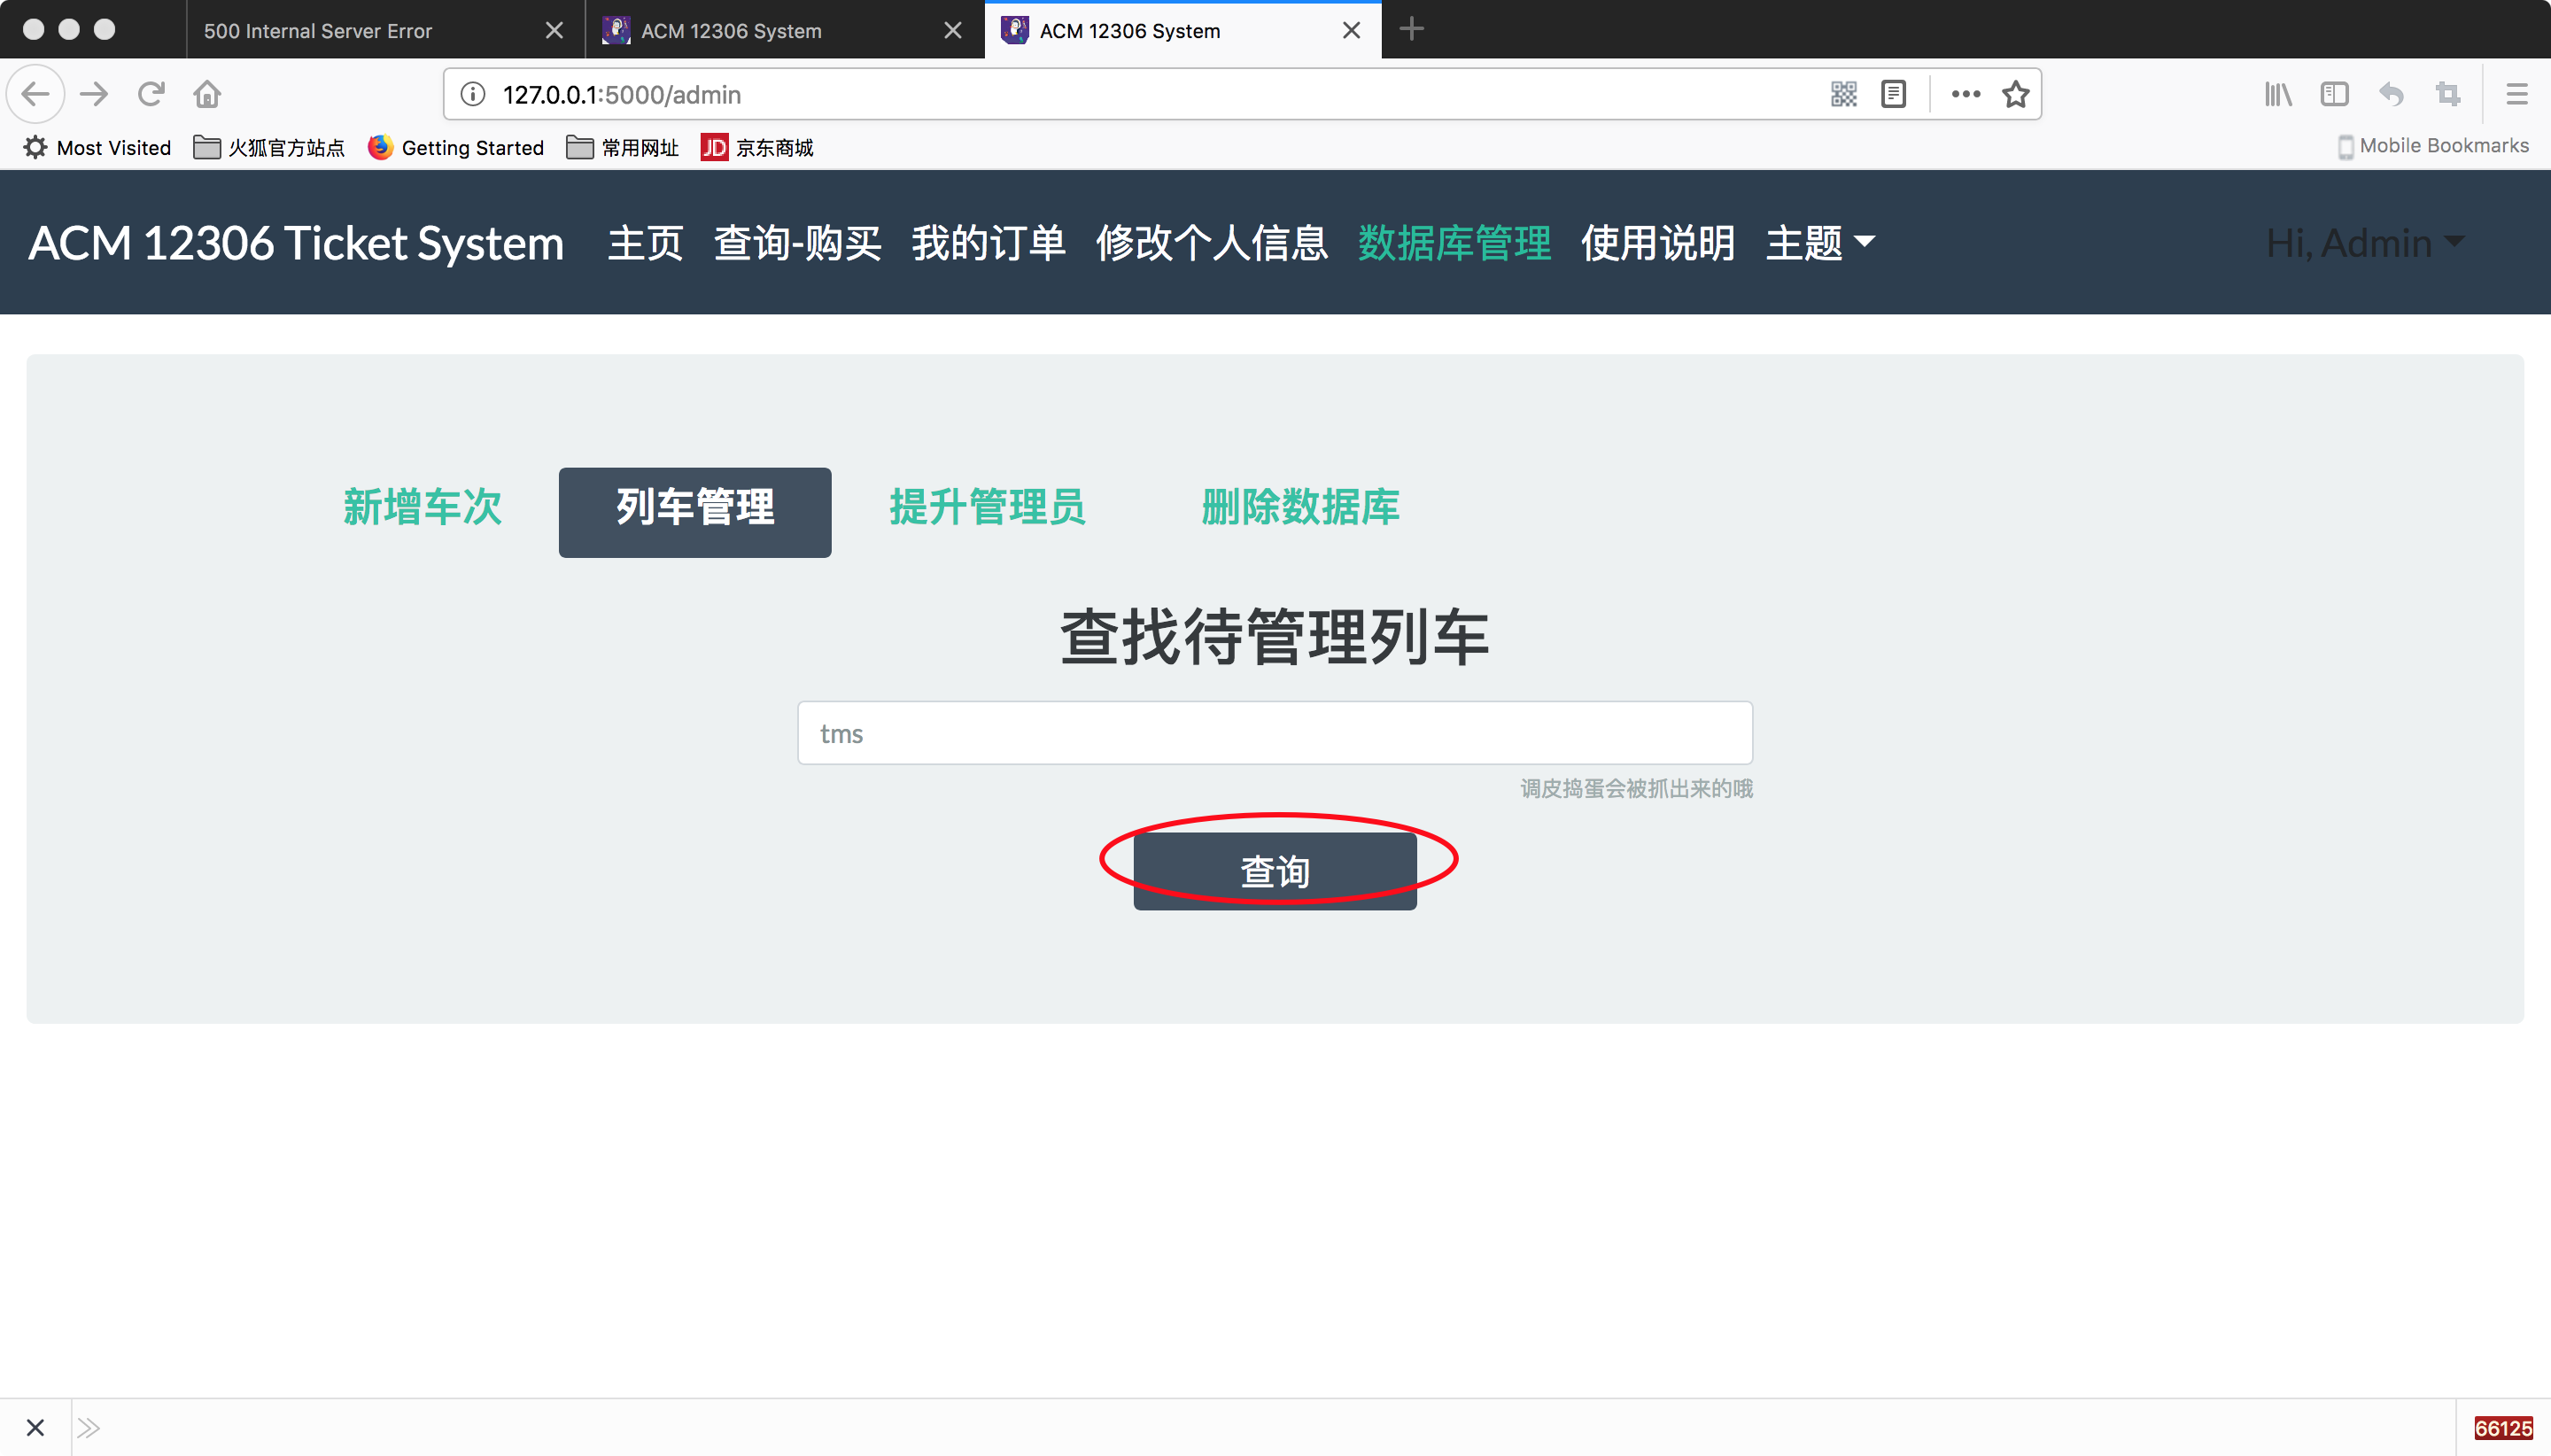 500 Internal Server Error
ACM 12306 System
ACM 12306 System
127.0.0.1:5000/admin
Most Visited
火狐官方站点
Getting Started
常用网址
JD 京东商城
Mobile Bookmarks
ACM 12306 Ticket System
主页
查询-购买
我的订单
修改个人信息
数据库管理
使用说明
主题
Hi, Admin
新增车次
列车管理
提升管理员
删除数据库
查找待管理列车
tms
调皮捣蛋会被抓出来的哦
查询
66125